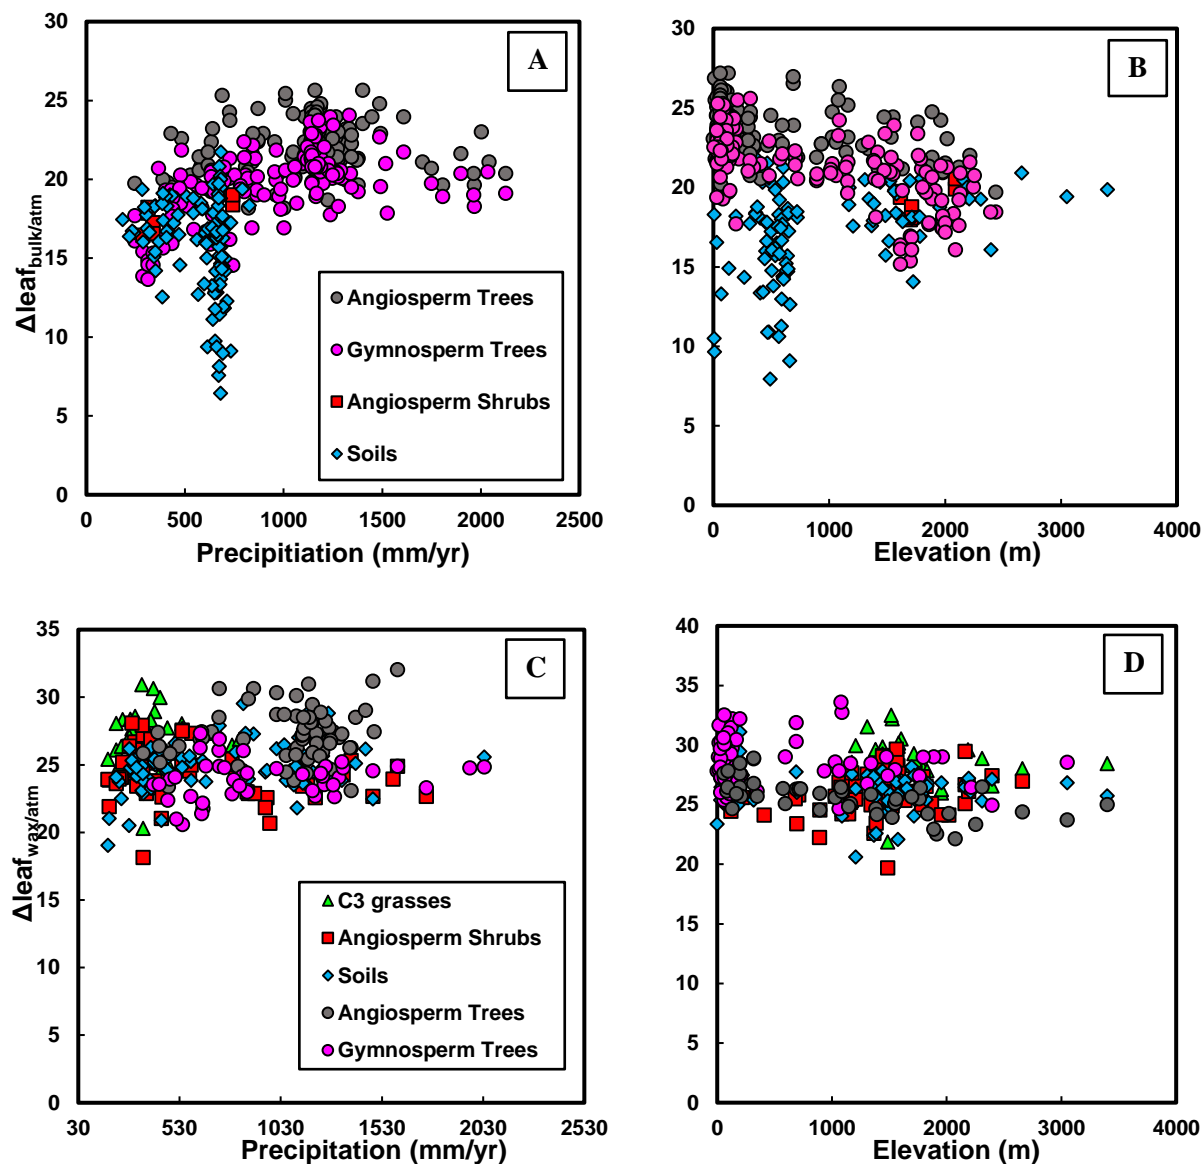 A
30
25
20
15
10
5
0
Δleaf bulk/atm
0 500 1000 1500 2000 2500
Precipitiation (mm/yr)
Angiosperm Trees
Gymnosperm Trees
Angiosperm Shrubs
Soils
B
30
25
20
15
10
5
0
0 1000 2000 3000 4000
Elevation (m)
C
35
30
25
20
15
10
5
0
Δleaf wax/atm
30 530 1030 1530 2030 2530
Precipitation (mm/yr)
C3 grasses
Angiosperm Shrubs
Soils
Angiosperm Trees
Gymnosperm Trees
D
40
35
30
25
20
15
10
5
0
0 1000 2000 3000 4000
Elevation (m)